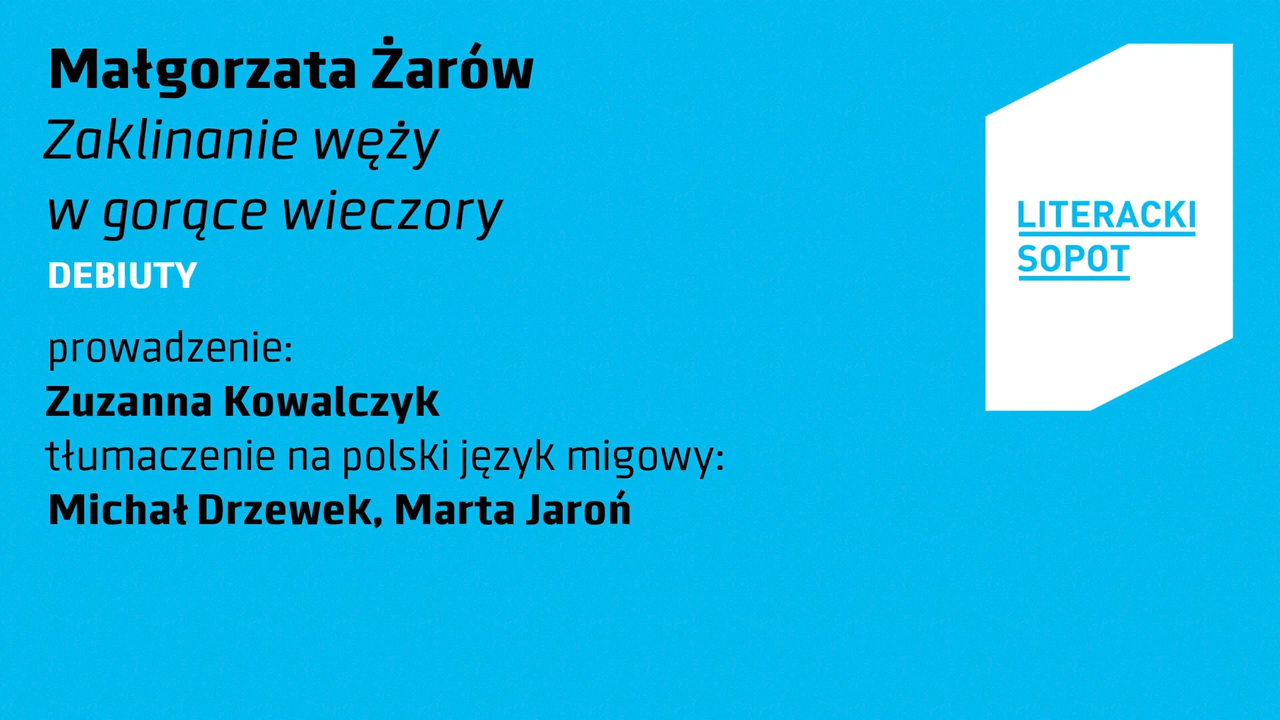 Małgorzata Żarów
Zaklinanie węży
w gorące wieczory
DEBIUTY
prowadzenie:
Zuzanna Kowalczyk
tłumaczenie na polski język migowy:
Michał Drzewek, Marta Jaroń
LITERACKI
SOPOT